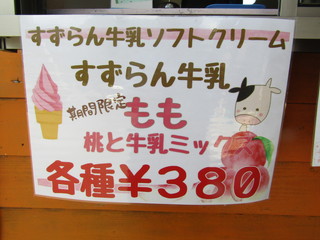 すずらん牛乳ソフトクリーム
すずらん牛乳
期間限定
もも
桃と牛乳ミック
各種¥380